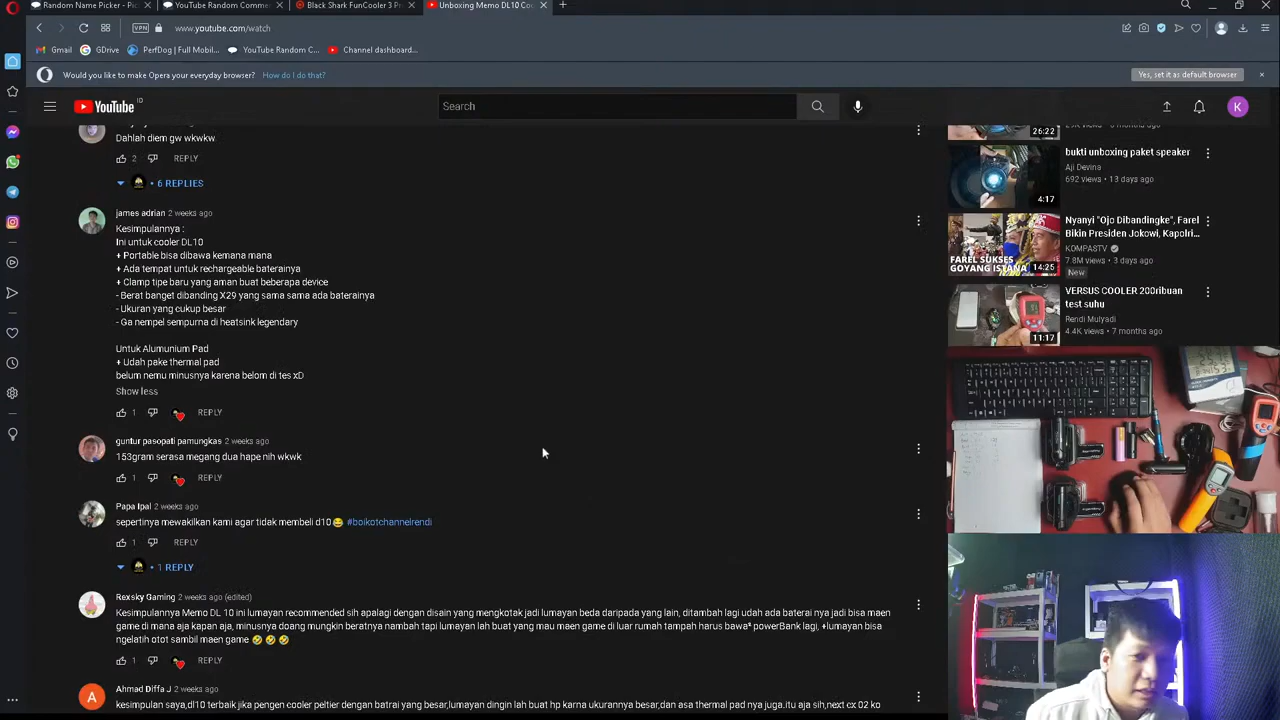 Random Name Picker - Pic
YouTube Random Comme
Black Shark FunCooler 3 P
Unboxing Memo DL10 Coo
VPN
www.youtube.com/watch
Gmail
GDrive
PerfDog | Full Mobil...
YouTube Random C...
Channel dashboard...
Would you like to make Opera your everyday browser?
How do I do that?
Yes, set it as default browser
YouTube ID
Search
K
Dahlah diem gw wkwkw
2
REPLY
6 REPLIES
james adrian 2 weeks ago
Kesimpulannya :
Ini untuk cooler DL10
+ Portable bisa dibawa kemana mana
+ Ada tempat untuk rechargeable baterainya
+ Clamp tipe baru yang aman buat beberapa device
- Berat banget dibanding X29 yang sama sama ada baterainya
- Ukuran yang cukup besar
- Ga nempel sempurna di heatsink legendary
Untuk Alumunium Pad
+ Udah pake thermal pad
belum nemu minusnya karena belom di tes xD
Show less
1
REPLY
guntur pasopati pamungkas 2 weeks ago
153gram serasa megang dua hape nih wkwk
1
REPLY
Papa Ipal 2 weeks ago
sepertinya mewakilkan kami agar tidak membeli d10😂 #boikotchannelrendi
1
REPLY
1 REPLY
Rexsky Gaming 2 weeks ago (edited)
Kesimpulannya Memo DL 10 ini lumayan recommended sih apalagi dengan disain yang mengkotak jadi lumayan beda daripada yang lain, ditambah lagi udah ada baterai nya jadi bisa maen
game di mana aja kapan aja, minusnya doang mungkin beratnya nambah tapi lumayan lah buat yang mau maen game di luar rumah tampah harus bawa² powerBank lagi, +lumayan bisa
ngelatih otot sambil maen game 🤣 🤣 🤣
1
REPLY
A
Ahmad Diffa J 2 weeks ago
kesimpulan saya,dl10 terbaik jika pengen cooler peltier dengan batrai yang besar,lumayan dingin lah buat hp karna ukurannya besar,dan asa thermal pad nya juga.itu aja sih,next cx 02 ko
26:22
bukti unboxing paket speaker
Aji Devina
692 views • 13 days ago
4:17
Nyanyi "Ojo Dibandingke", Farel
Bikin Presiden Jokowi, Kapolri...
KOMPASTV
7.8M views • 3 days ago
New
FAREL SUKSES
GOYANG ISTANA
14:25
VERSUS COOLER 200ribuan
test suhu
Rendi Mulyadi
4.4K views • 7 months ago
11:17